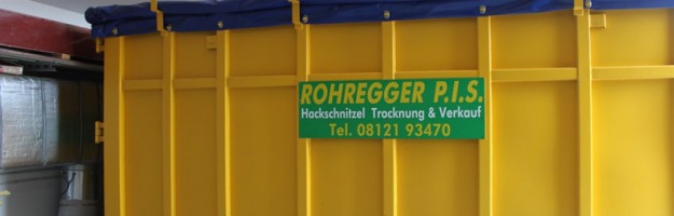 ROHREGGER P.I.S.
Hackschnitzel Trocknung & Verkauf
Tel. 08121 93470